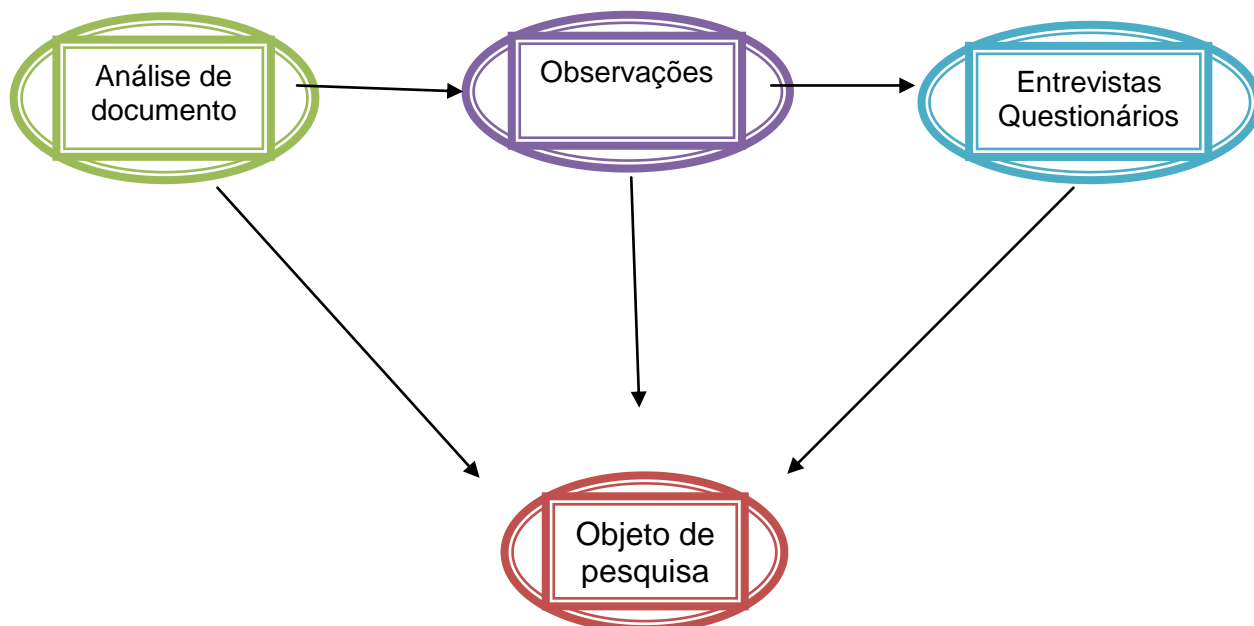 Análise de
documento
Observações
Entrevistas
Questionários
Objeto de
pesquisa